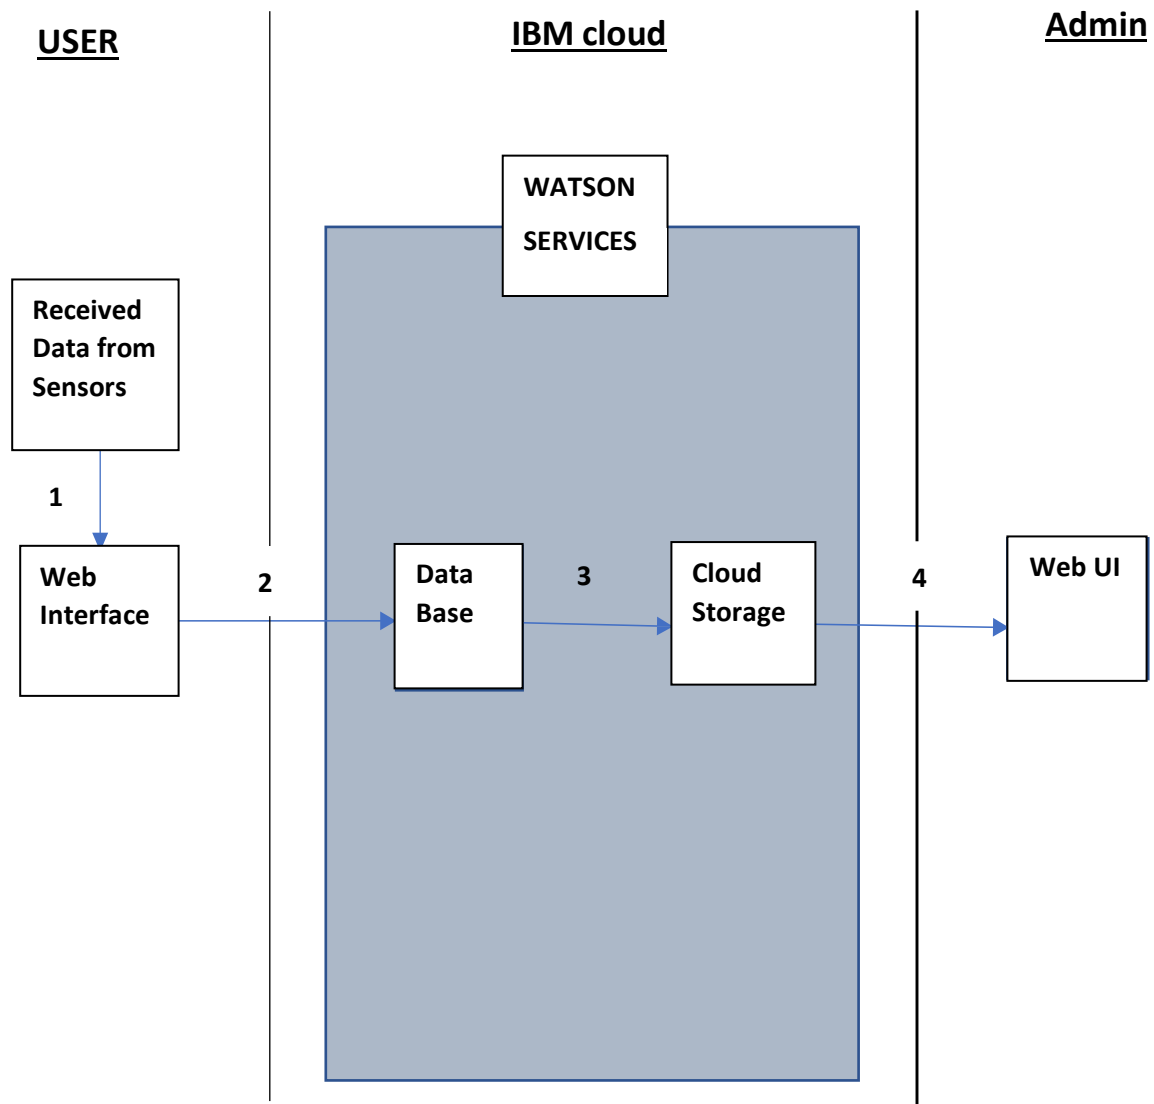 USER
IBM cloud
Admin
WATSON
SERVICES
Received
Data from
Sensors
1
Web
Interface
2
Data
Base
3
Cloud
Storage
4
Web UI